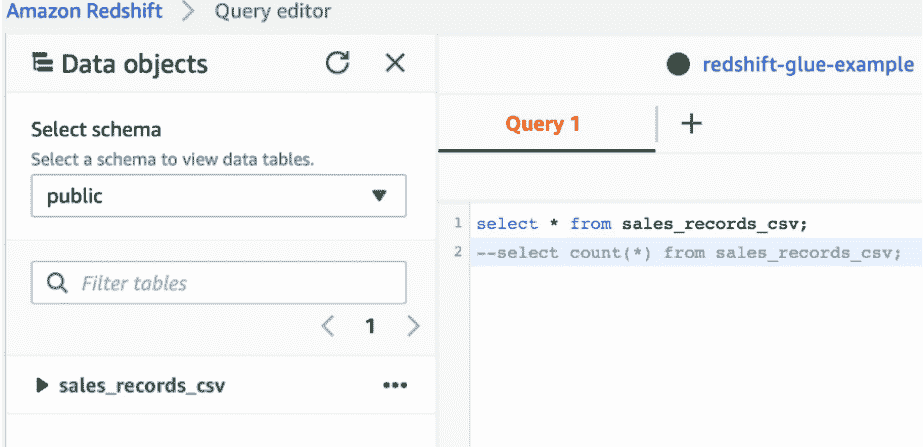 Amazon Redshift > Query editor
Data objects
Select schema
Select a schema to view data tables.
public
Filter tables
1
sales_records_csv
redshift-glue-example
Query 1 +
1 select * from sales_records_csv;
2 --select count(*) from sales_records_csv;